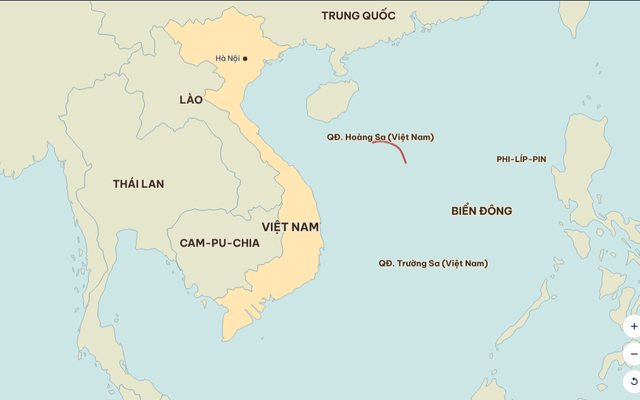 TRUNG QUỐC
Hà Nội
LÀO
QĐ. Hoàng Sa (Việt Nam)
PHI-LÍP-PIN
THÁI LAN
BIỂN ĐÔNG
VIỆT NAM
CAM-PU-CHIA
QĐ. Trường Sa (Việt Nam)
+
−